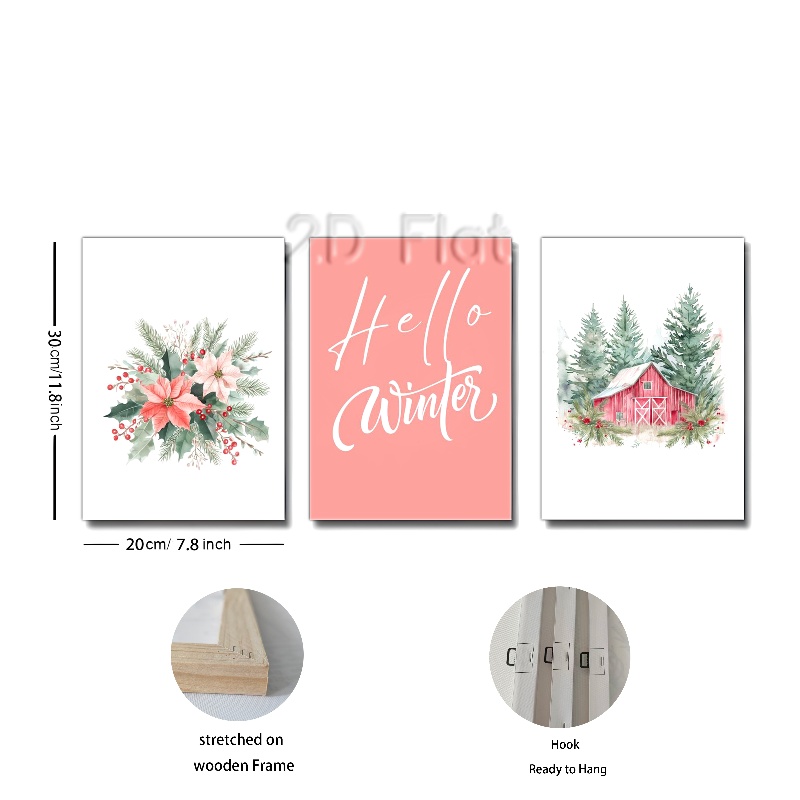 2D Flat
Hello
Winter
30cm/11.8inch
20cm/ 7.8 inch
stretched on
wooden Frame
Hook
Ready to Hang